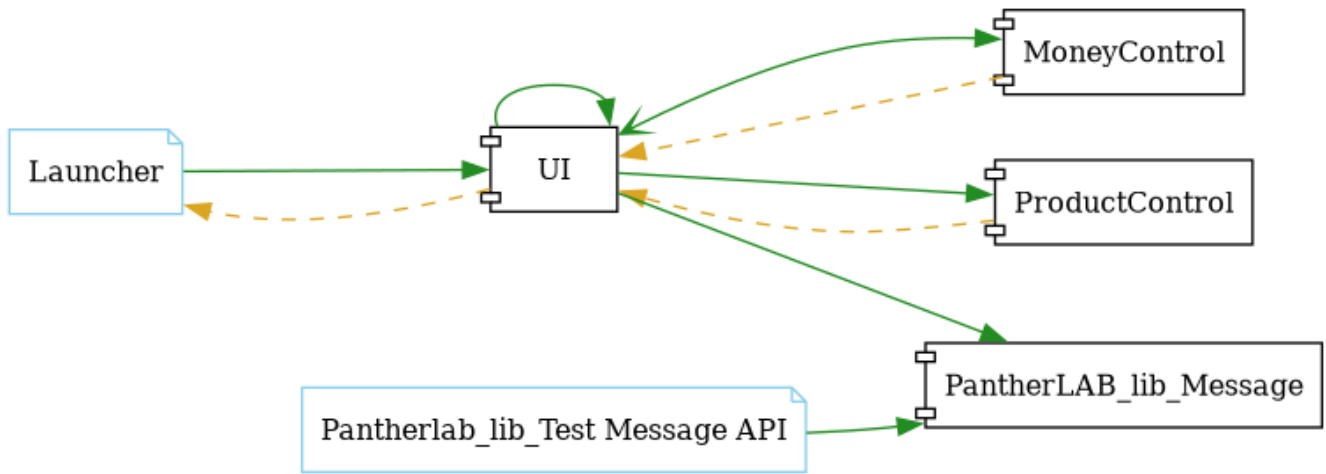 MoneyControl
Launcher
UI
ProductControl
PantherLAB_lib_Message
Pantherlab_lib_Test Message API